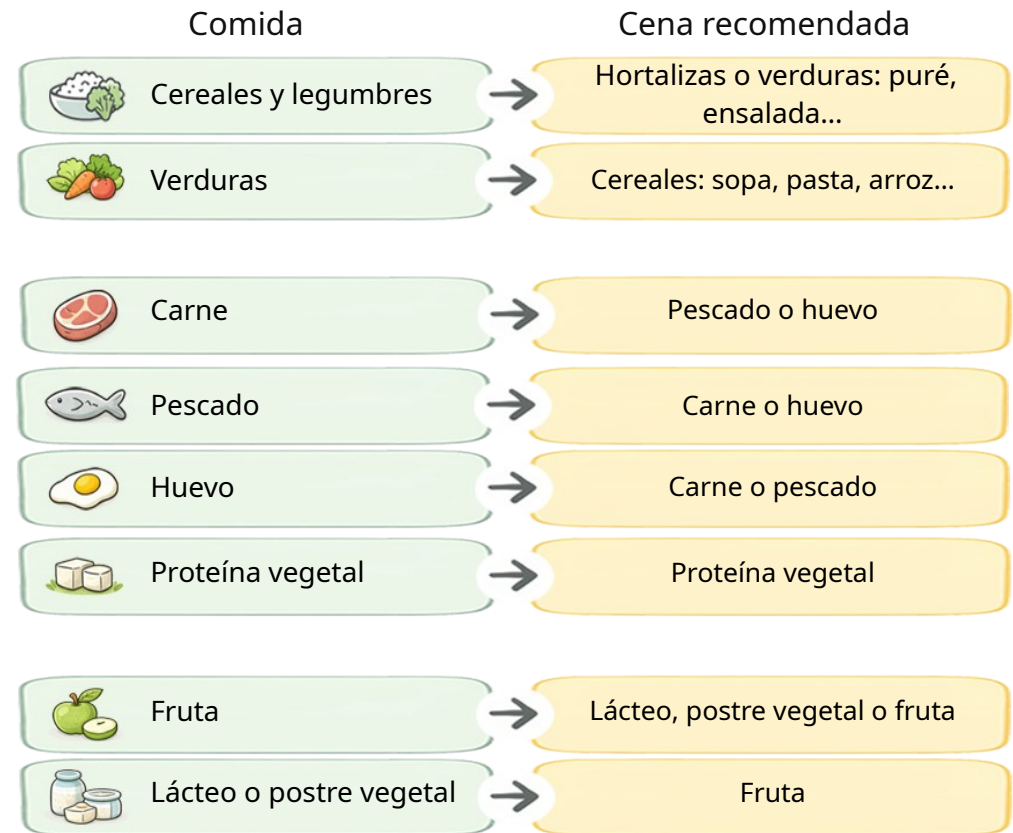 Comida
Cena recomendada
Cereales y legumbres
Hortalizas o verduras: puré,
ensalada...
Verduras
Cereales: sopa, pasta, arroz...
Carne
Pescado o huevo
Pescado
Carne o huevo
Huevo
Carne o pescado
Proteína vegetal
Proteína vegetal
Fruta
Lácteo, postre vegetal o fruta
Lácteo o postre vegetal
Fruta